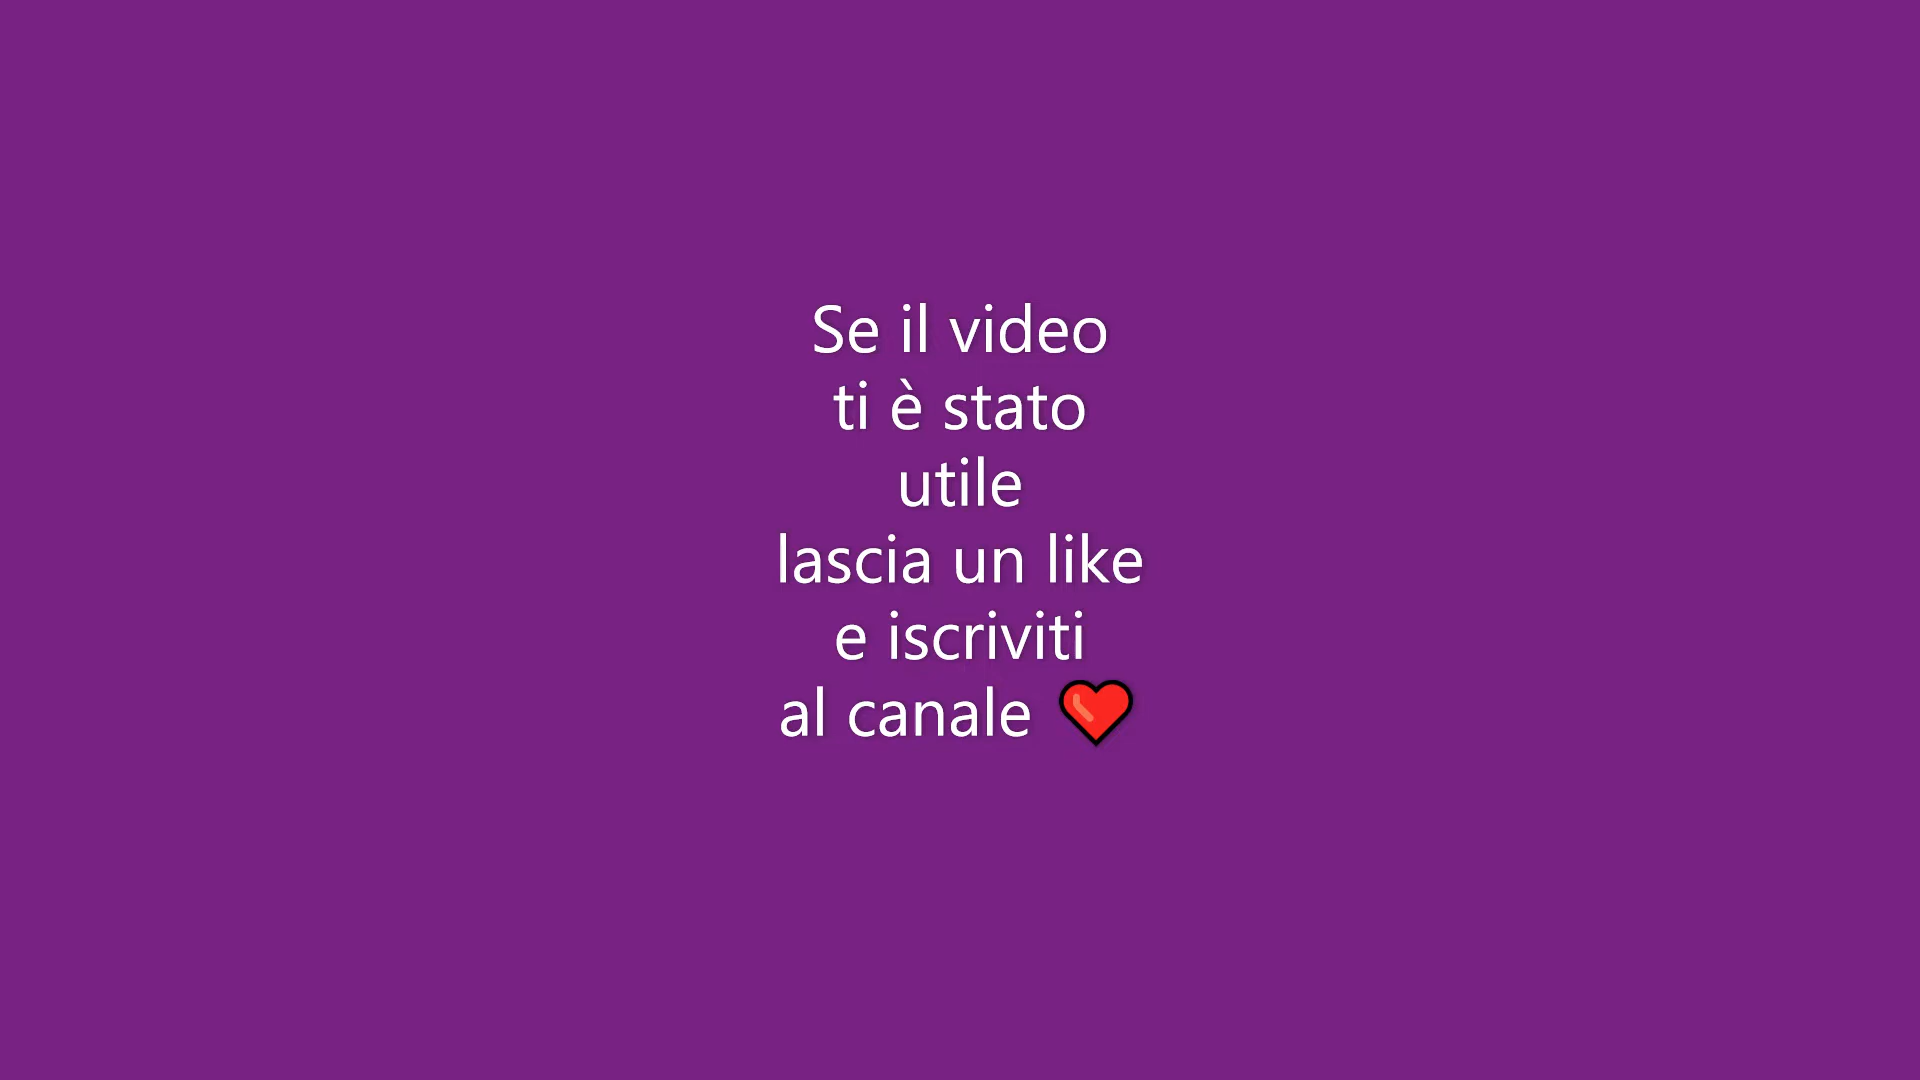 Se il video
ti è stato
utile
lascia un like
e iscriviti
al canale ❤️